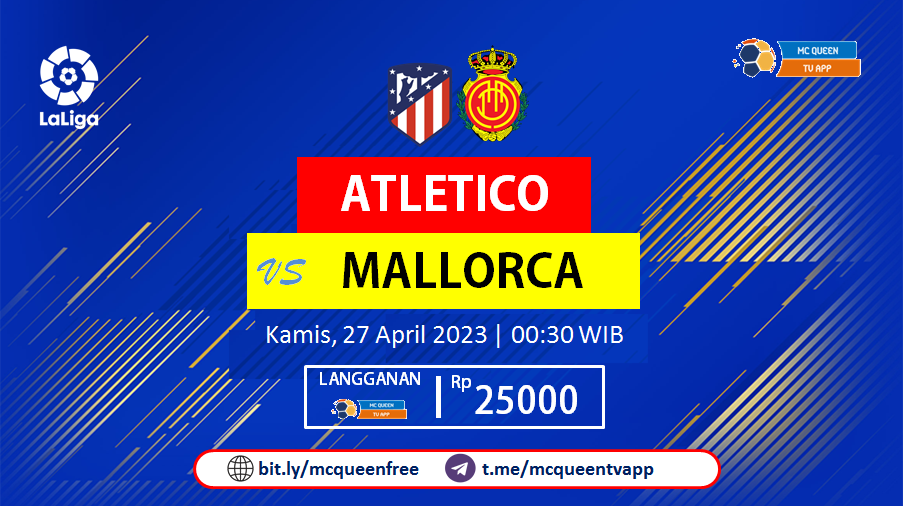 LaLiga
MC QUEEN
TV APP
ATLETICO
VS MALLORCA
Kamis, 27 April 2023 | 00:30 WIB
LANGGANAN
MC QUEEN
TV APP
Rp 25000
bit.ly/mcqueenfree
t.me/mcqueentvapp